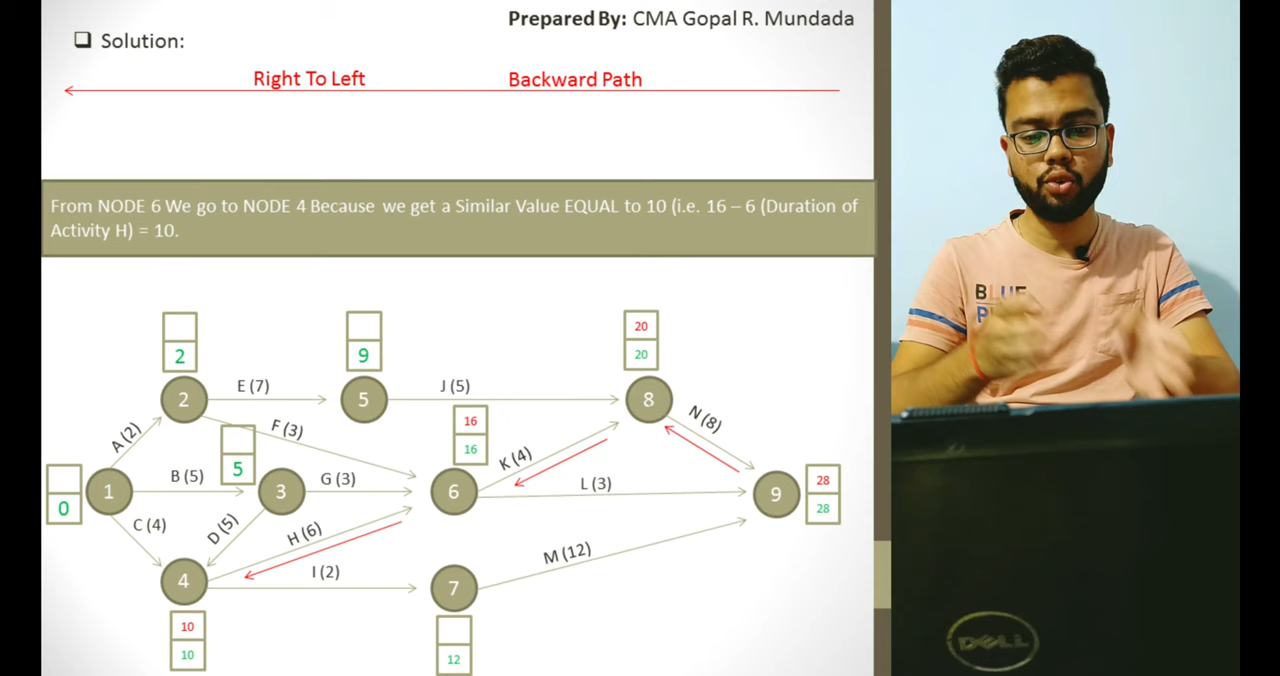 Prepared By: CMA Gopal R. Mundada
Solution:
Right To Left Backward Path
From NODE 6 We go to NODE 4 Because we get a Similar Value EQUAL to 10 (i.e. 16 – 6 (Duration of
Activity H) = 10.
20
20
2
9
2
E (7)
5
J (5)
8
A (2)
F (3)
16
16
N (8)
5
K (4)
0
1
B (5)
3
G (3)
6
L (3)
9
28
28
C (4)
D (5)
H (6)
4
I (2)
7
M (12)
10
10
12
BLUE
DELL